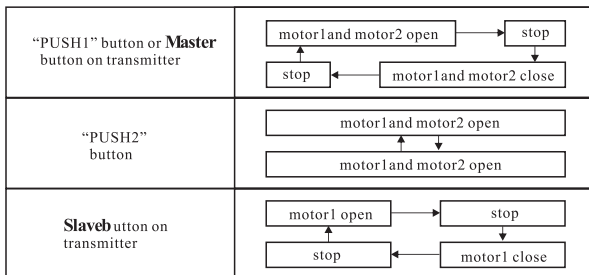 “PUSH1” button or Master
button on transmitter
motor1and motor2 open
stop
stop
motor1and motor2 close
“PUSH2”
button
motor1and motor2 open
motor1and motor2 open
Slaveb utton on
transmitter
motor1 open
stop
stop
motor1 close